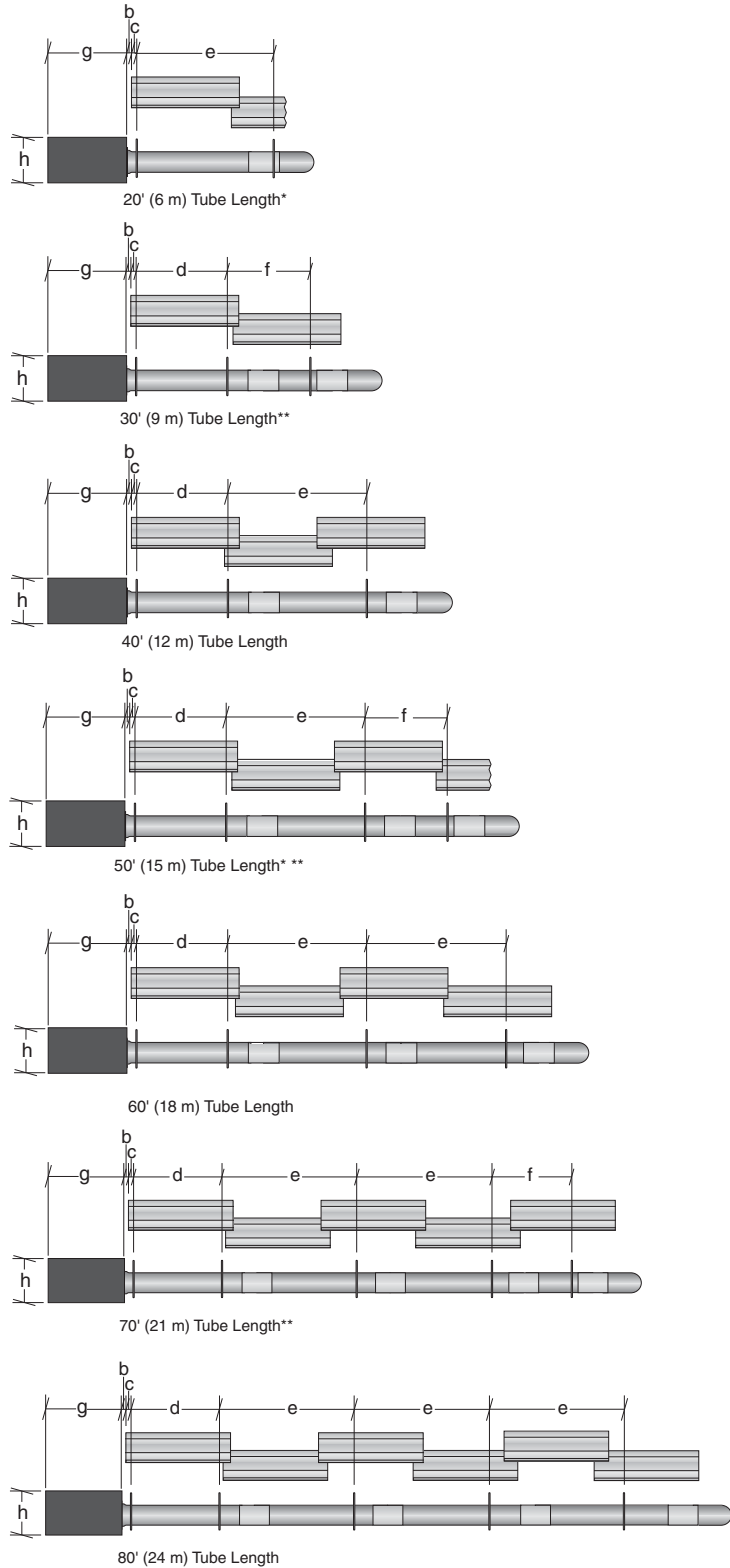 b
c
g e
h
20' (6 m) Tube Length*
b
c
g d f
h
30' (9 m) Tube Length**
b
c
g d e
h
40' (12 m) Tube Length
b
c
g d e f
h
50' (15 m) Tube Length* **
b
c
g d e e
h
60' (18 m) Tube Length
b
c
g d e e f
h
70' (21 m) Tube Length**
b
c
g d e e e
h
80' (24 m) Tube Length